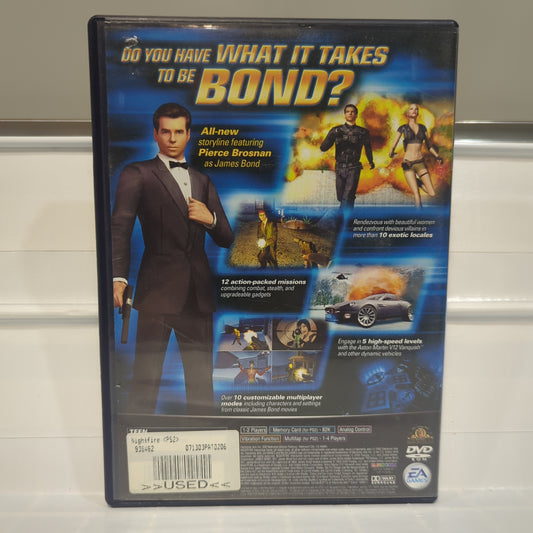 DO YOU HAVE WHAT IT TAKES
TO BE BOND?
All-new
storyline featuring
Pierce Brosnan
as James Bond
Rendezvous with beautiful women
and confront devious villains in
more than 10 exotic locales
12 action-packed missions
combining combat, stealth, and
upgradeable gadgets
Engage in 5 high-speed levels
with the Aston Martin V12 Vanquish
and other dynamic vehicles
Over 10 customizable multiplayer
modes including characters and settings
from classic James Bond movies
TEEN
1-2 Players
Memory Card (for PS2) - 82K
Analog Control
Vibration Function
Multitap (for PS2) - 1-4 Players
Nightfire <PS2>
936462
071303PAT0206
USED
DVD
ROM
EA
GAMES